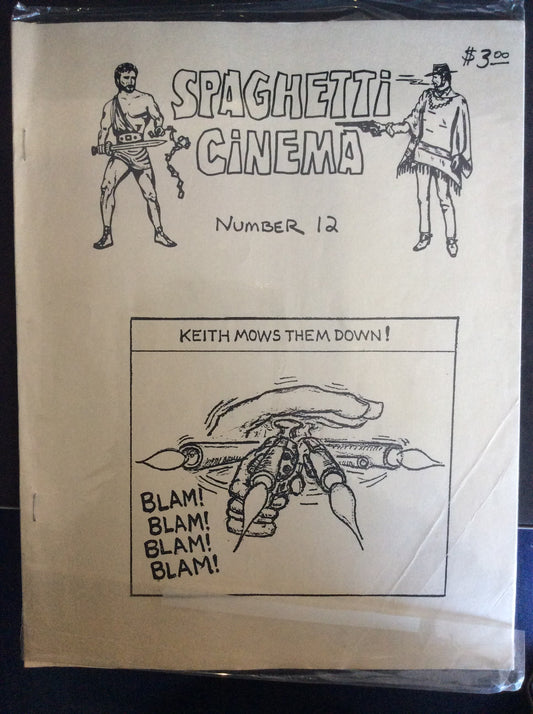 $3.00
SPAGHETTI
CINEMA
NUMBER 12
KEITH MOWS THEM DOWN!
BLAM!
BLAM!
BLAM!
BLAM!